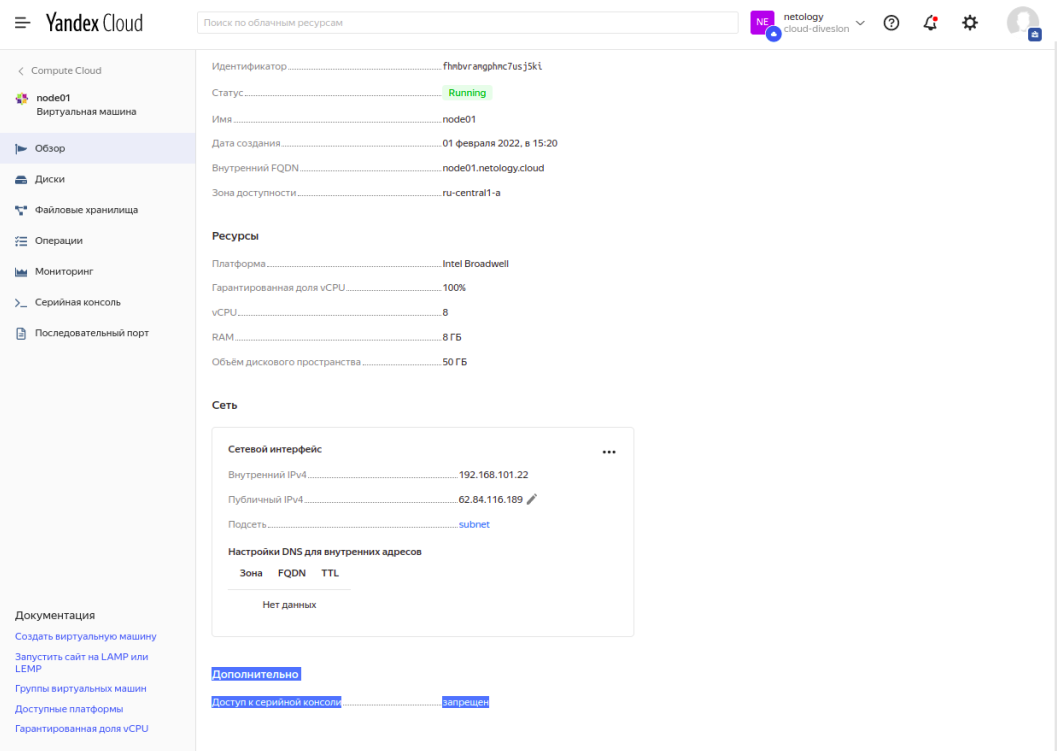 Yandex Cloud
Поиск по облачным ресурсам
NE
netology
cloud-divesion
Compute Cloud
node01
Виртуальная машина
Обзор
Диски
Файловые хранилища
Операции
Мониторинг
Серийная консоль
Последовательный порт
Документация
Создать виртуальную машину
Запустить сайт на LAMP или
LEMP
Группы виртуальных машин
Доступные платформы
Гарантированная доля vCPU
Идентификатор fhmbvramgphmc7usj5ki
Статус Running
Имя node01
Дата создания 01 февраля 2022, в 15:20
Внутренний FQDN node01.netology.cloud
Зона доступности ru-central1-a
Ресурсы
Платформа Intel Broadwell
Гарантированная доля vCPU 100%
vCPU 8
RAM 8 ГБ
Объём дискового пространства 50 ГБ
Сеть
Сетевой интерфейс
Внутренний IPv4 192.168.101.22
Публичный IPv4 62.84.116.189
Подсеть subnet
Настройки DNS для внутренних адресов
Зона FQDN TTL
Нет данных
Дополнительно
Доступ к серийной консоли запрещен